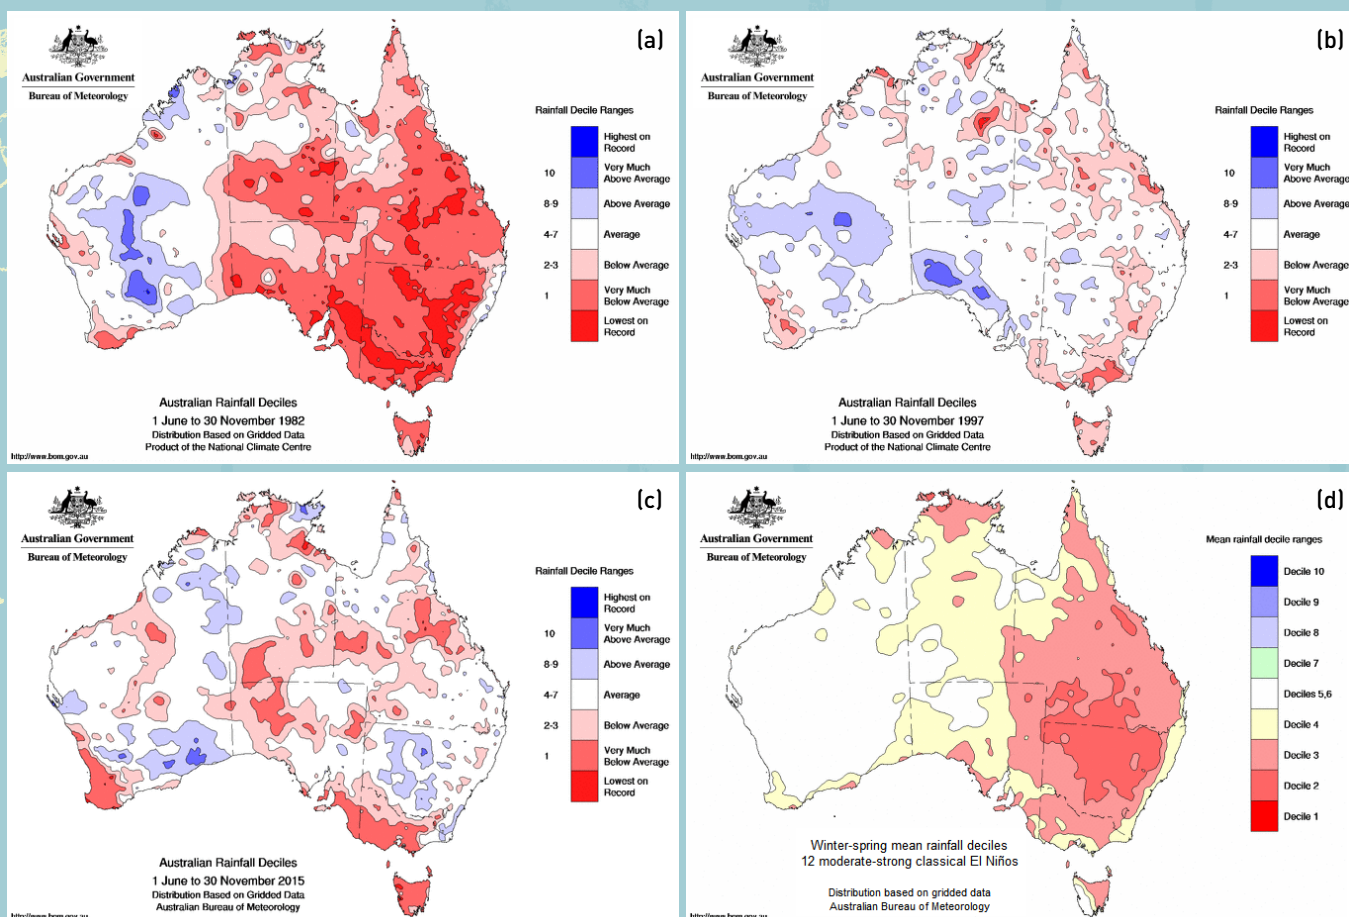 (a)
Australian Government
Bureau of Meteorology
Rainfall Decile Ranges
Highest on
Record
10
Very Much
Above Average
8-9
Above Average
4-7
Average
2-3
Below Average
1
Very Much
Below Average
Lowest on
Record
Australian Rainfall Deciles
1 June to 30 November 1982
Distribution Based on Gridded Data
Product of the National Climate Centre
http://www.bom.gov.au
(b)
Australian Government
Bureau of Meteorology
Rainfall Decile Ranges
Highest on
Record
10
Very Much
Above Average
8-9
Above Average
4-7
Average
2-3
Below Average
1
Very Much
Below Average
Lowest on
Record
Australian Rainfall Deciles
1 June to 30 November 1997
Distribution Based on Gridded Data
Product of the National Climate Centre
http://www.bom.gov.au
(c)
Australian Government
Bureau of Meteorology
Rainfall Decile Ranges
Highest on
Record
10
Very Much
Above Average
8-9
Above Average
4-7
Average
2-3
Below Average
1
Very Much
Below Average
Lowest on
Record
Australian Rainfall Deciles
1 June to 30 November 2015
Distribution Based on Gridded Data
Australian Bureau of Meteorology
http://www.bom.gov.au
(d)
Australian Government
Bureau of Meteorology
Mean rainfall decile ranges
Decile 10
Decile 9
Decile 8
Decile 7
Deciles 5,6
Decile 4
Decile 3
Decile 2
Decile 1
Winter-spring mean rainfall deciles
12 moderate-strong classical El Niños
Distribution based on gridded data
Australian Bureau of Meteorology
http://www.bom.gov.au